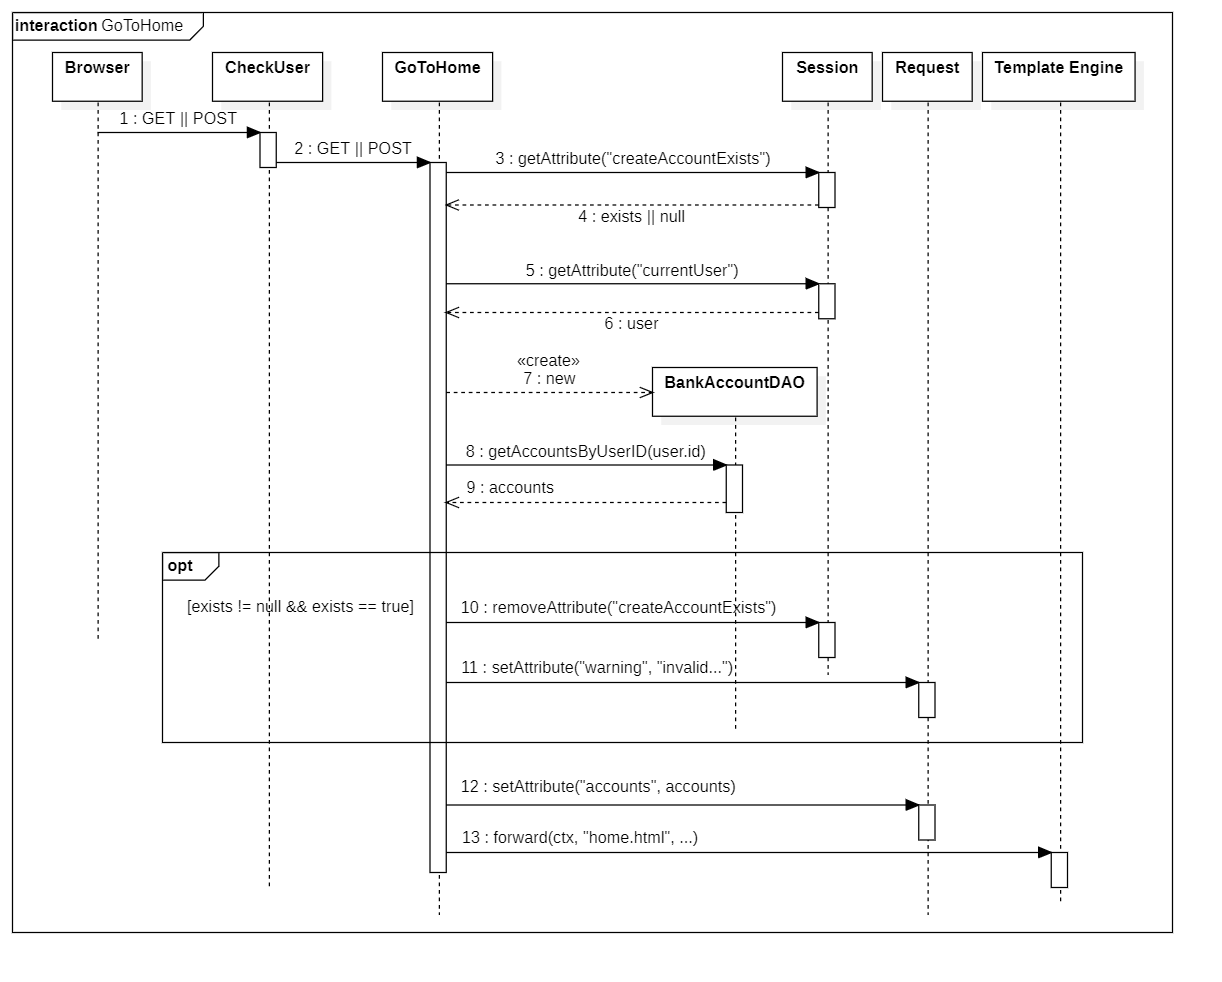 interaction GoToHome
Browser
CheckUser
GoToHome
Session
Request
Template Engine
1 : GET || POST
2 : GET || POST
3 : getAttribute("createAccountExists")
4 : exists || null
5 : getAttribute("currentUser")
6 : user
«create»
7 : new
BankAccountDAO
8 : getAccountsByUserID(user.id)
9 : accounts
opt
[exists != null && exists == true]
10 : removeAttribute("createAccountExists")
11 : setAttribute("warning", "invalid...")
12 : setAttribute("accounts", accounts)
13 : forward(ctx, "home.html", ...)